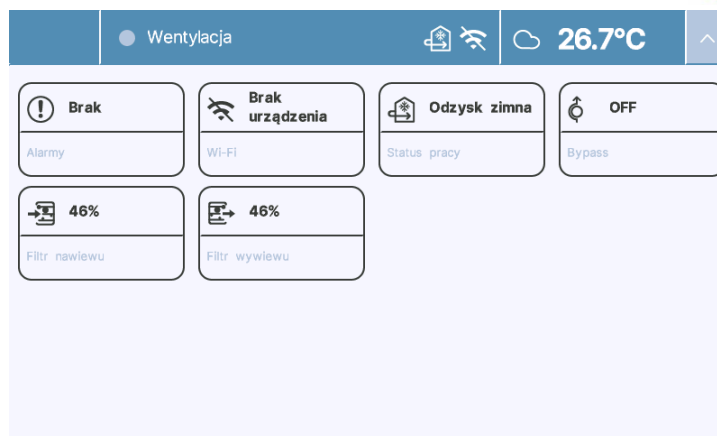 Wentylacja
26.7°C
Brak
Alarmy
Brak
urządzenia
Wi-Fi
Odzysk zimna
Status pracy
OFF
Bypass
46%
Filtr nawiewu
46%
Filtr wywiewu